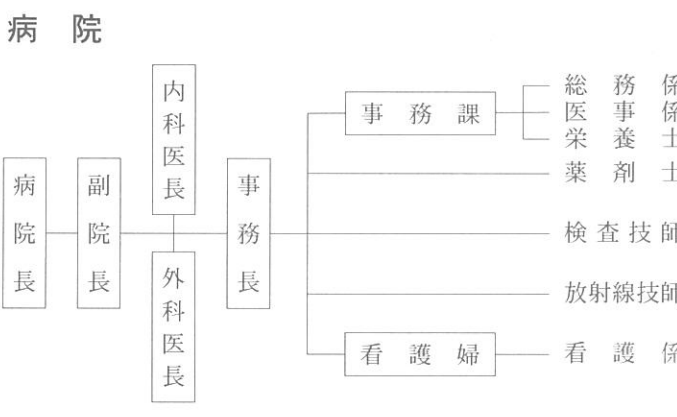 病院
病院長
副院長
内科医長
外科医長
事務長
事務課
総務係
医事係
栄養士
薬剤士
検査技師
放射線技師
看護婦
看護係